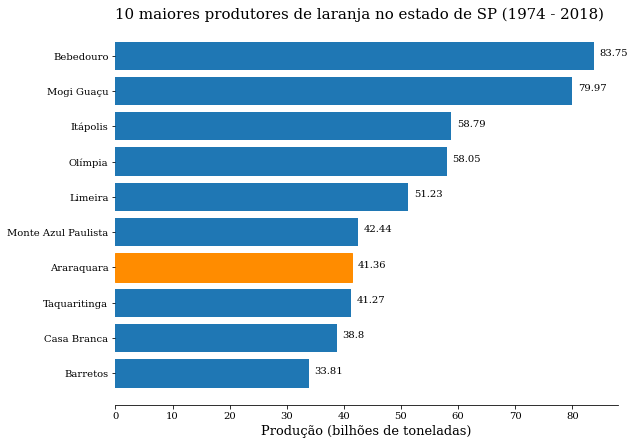 10 maiores produtores de laranja no estado de SP (1974 - 2018)
Bebedouro 83.75
Mogi Guaçu 79.97
Itápolis 58.79
Olímpia 58.05
Limeira 51.23
Monte Azul Paulista 42.44
Araraquara 41.36
Taquaritinga 41.27
Casa Branca 38.8
Barretos 33.81
0 10 20 30 40 50 60 70 80
Produção (bilhões de toneladas)